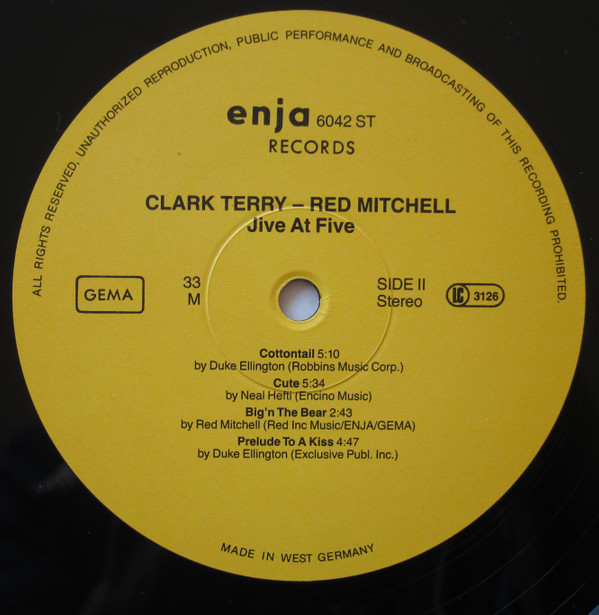 ALL RIGHTS RESERVED, UNAUTHORIZED REPRODUCTION, PUBLIC PERFORMANCE AND BROADCASTING OF THIS RECORDING PROHIBITED.
enja 6042 ST
RECORDS
CLARK TERRY – RED MITCHELL
Jive At Five
GEMA
33
M
SIDE II
Stereo
LC 3126
Cottontail 5:10
by Duke Ellington (Robbins Music Corp.)
Cute 5:34
by Neal Hefti (Encino Music)
Big'n The Bear 2:43
by Red Mitchell (Red Inc Music/ENJA/GEMA)
Prelude To A Kiss 4:47
by Duke Ellington (Exclusive Publ. Inc.)
MADE IN WEST GERMANY